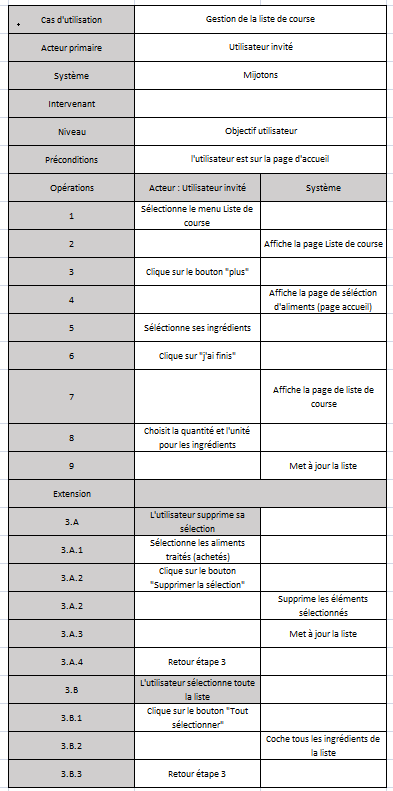 Cas d'utilisation
Gestion de la liste de course
Acteur primaire
Utilisateur invité
Système
Mijotons
Intervenant
Niveau
Objectif utilisateur
Préconditions
l'utilisateur est sur la page d'accueil
Opérations
Acteur : Utilisateur invité
Système
1
Sélectionne le menu Liste de
course
2
Affiche la page Liste de course
3
Clique sur le bouton "plus"
4
Affiche la page de séléction
d'aliments (page accueil)
5
Séléctionne ses ingrédients
6
Clique sur "j'ai finis"
7
Affiche la page de liste de
course
8
Choisit la quantité et l'unité
pour les ingrédients
9
Met à jour la liste
Extension
3.A
L'utilisateur supprime sa
sélection
3.A.1
Sélectionne les aliments
traités (achetés)
3.A.2
Clique sur le bouton
"Supprimer la sélection"
3.A.2
Supprime les éléments
sélectionnés
3.A.3
Met à jour la liste
3.A.4
Retour étape 3
3.B
L'utilisateur sélectionne toute
la liste
3.B.1
Clique sur le bouton "Tout
sélectionner"
3.B.2
Coche tous les ingrédients de
la liste
3.B.3
Retour étape 3